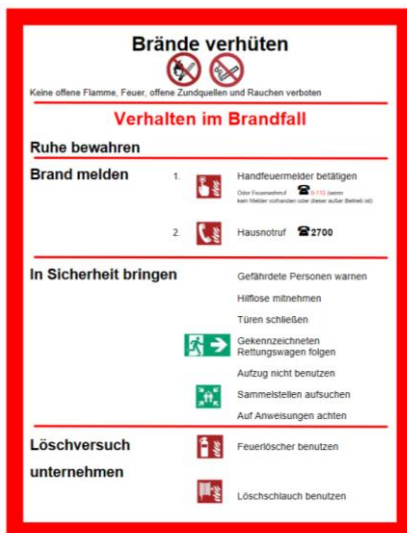 Brände verhüten
Keine offene Flamme, Feuer, offene Zundquellen und Rauchen verboten
Verhalten im Brandfall
Ruhe bewahren
Brand melden
1. Handfeuermelder betätigen
Oder Feuerwehrruf 0-112 (wenn
kein Melder vorhanden oder dieser außer Betrieb ist)
2. Hausnotruf 2700
In Sicherheit bringen
Gefährdete Personen warnen
Hilflose mitnehmen
Türen schließen
Gekennzeichneten
Rettungswagen folgen
Aufzug nicht benutzen
Sammelstellen aufsuchen
Auf Anweisungen achten
Löschversuch
unternehmen
Feuerlöscher benutzen
Löschschlauch benutzen